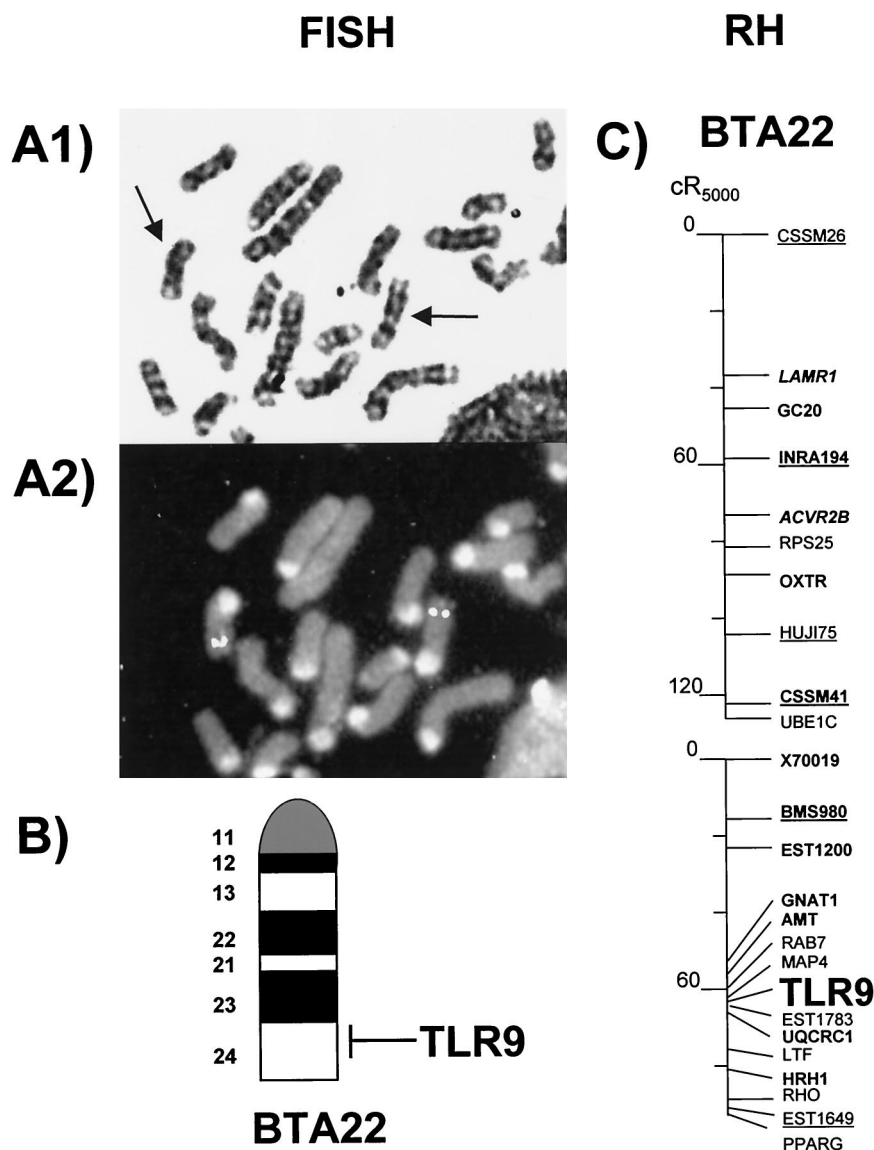 FISH
RH
A1)
A2)
B)
11
12
13
22
21
23
24
TLR9
BTA22
C)
BTA22
cR5000
0
CSSM26
LAMR1
GC20
60
INRA194
ACVR2B
RPS25
OXTR
HUJI75
120
CSSM41
UBE1C
0
X70019
BMS980
EST1200
GNAT1
AMT
RAB7
MAP4
60
TLR9
EST1783
UQCRC1
LTF
HRH1
RHO
EST1649
PPARG